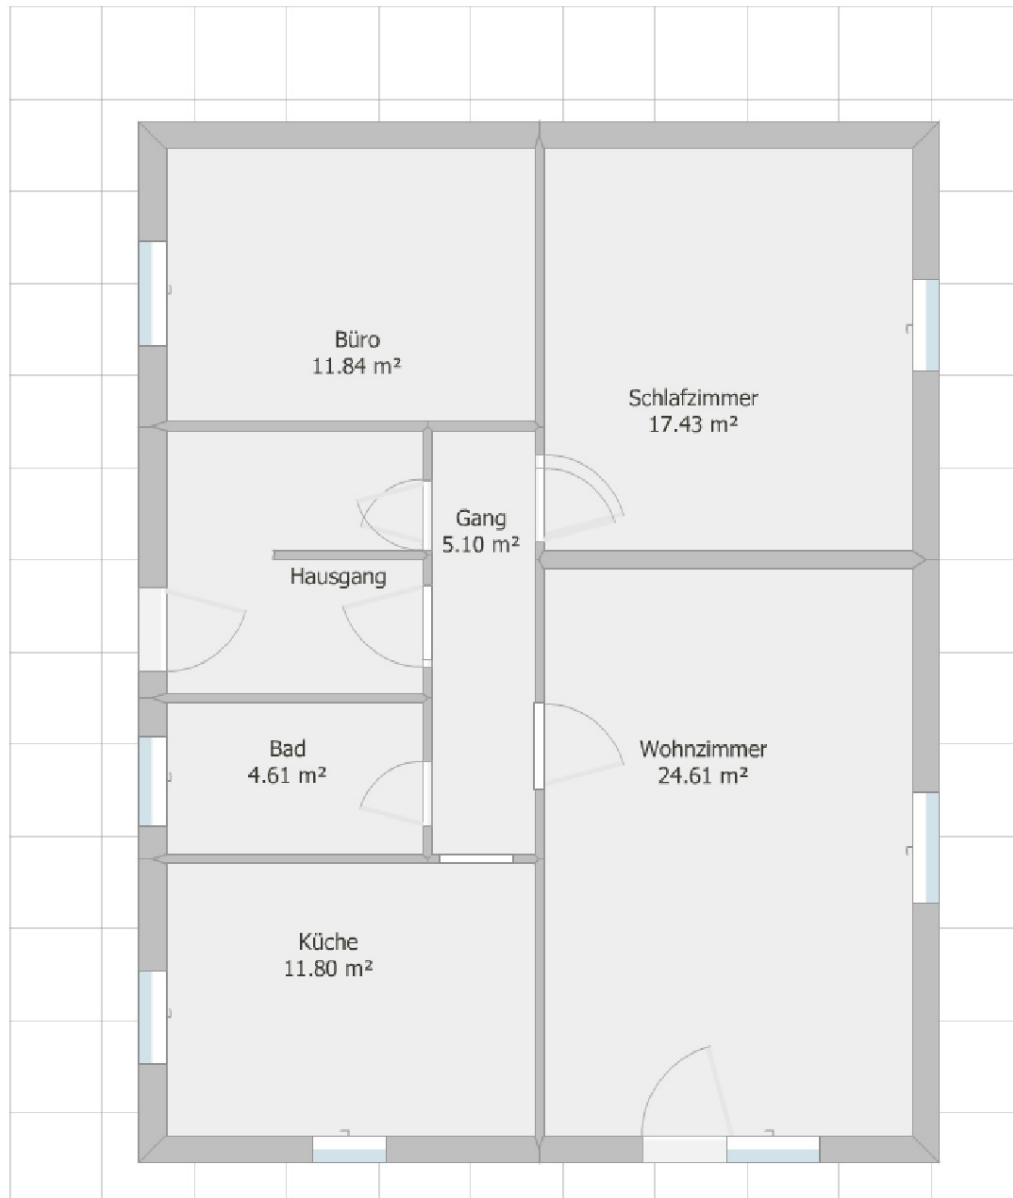 Büro
11.84 m²
Schlafzimmer
17.43 m²
Gang
5.10 m²
Hausgang
Bad
4.61 m²
Wohnzimmer
24.61 m²
Küche
11.80 m²